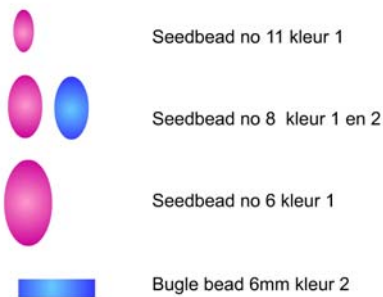 Seedbead no 11 kleur 1
Seedbead no 8 kleur 1 en 2
Seedbead no 6 kleur 1
Bugle bead 6mm kleur 2